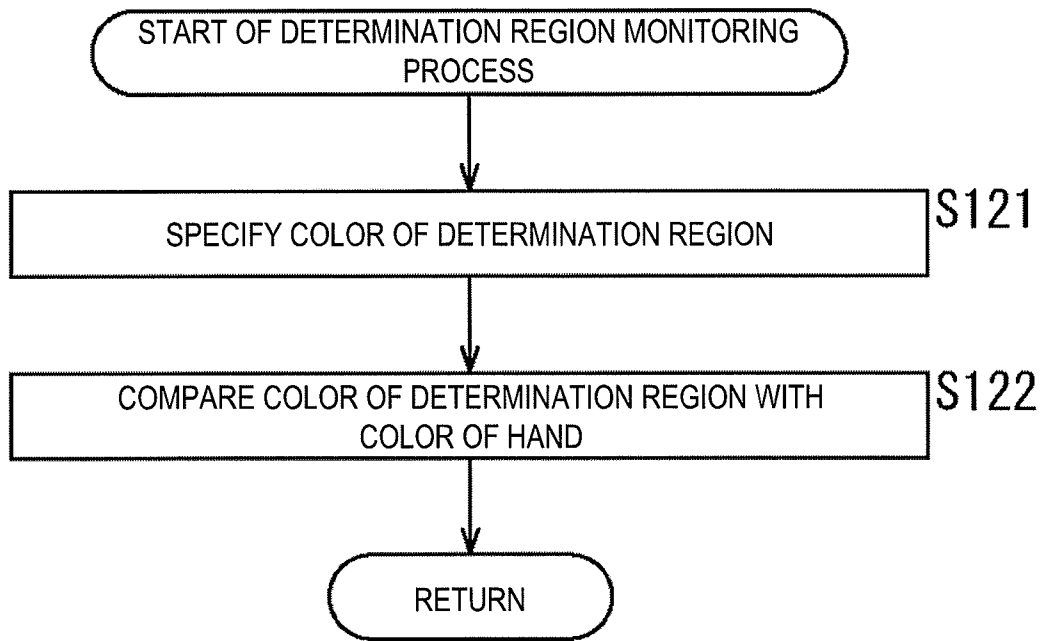 START OF DETERMINATION REGION MONITORING
PROCESS
SPECIFY COLOR OF DETERMINATION REGION
S121
COMPARE COLOR OF DETERMINATION REGION WITH
COLOR OF HAND
S122
RETURN